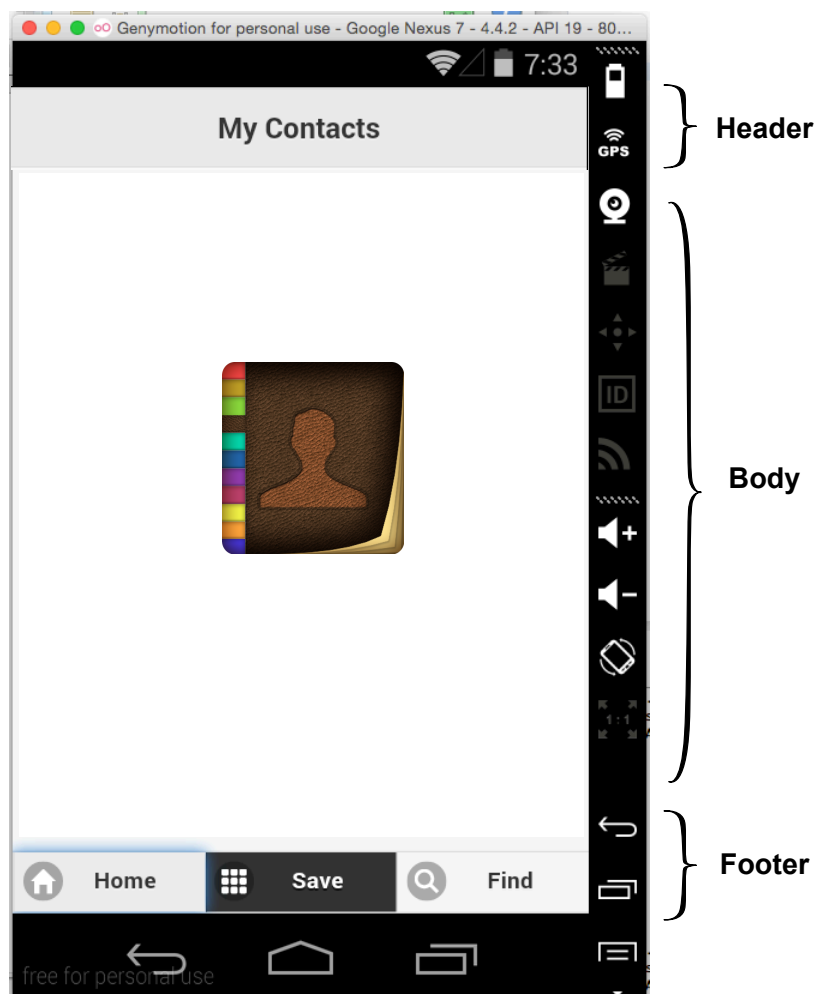 Genymotion for personal use - Google Nexus 7 - 4.4.2 - API 19 - 80...
7:33
My Contacts
Header
GPS
ID
Body
1:1
Home
Save
Find
Footer
free for personal use